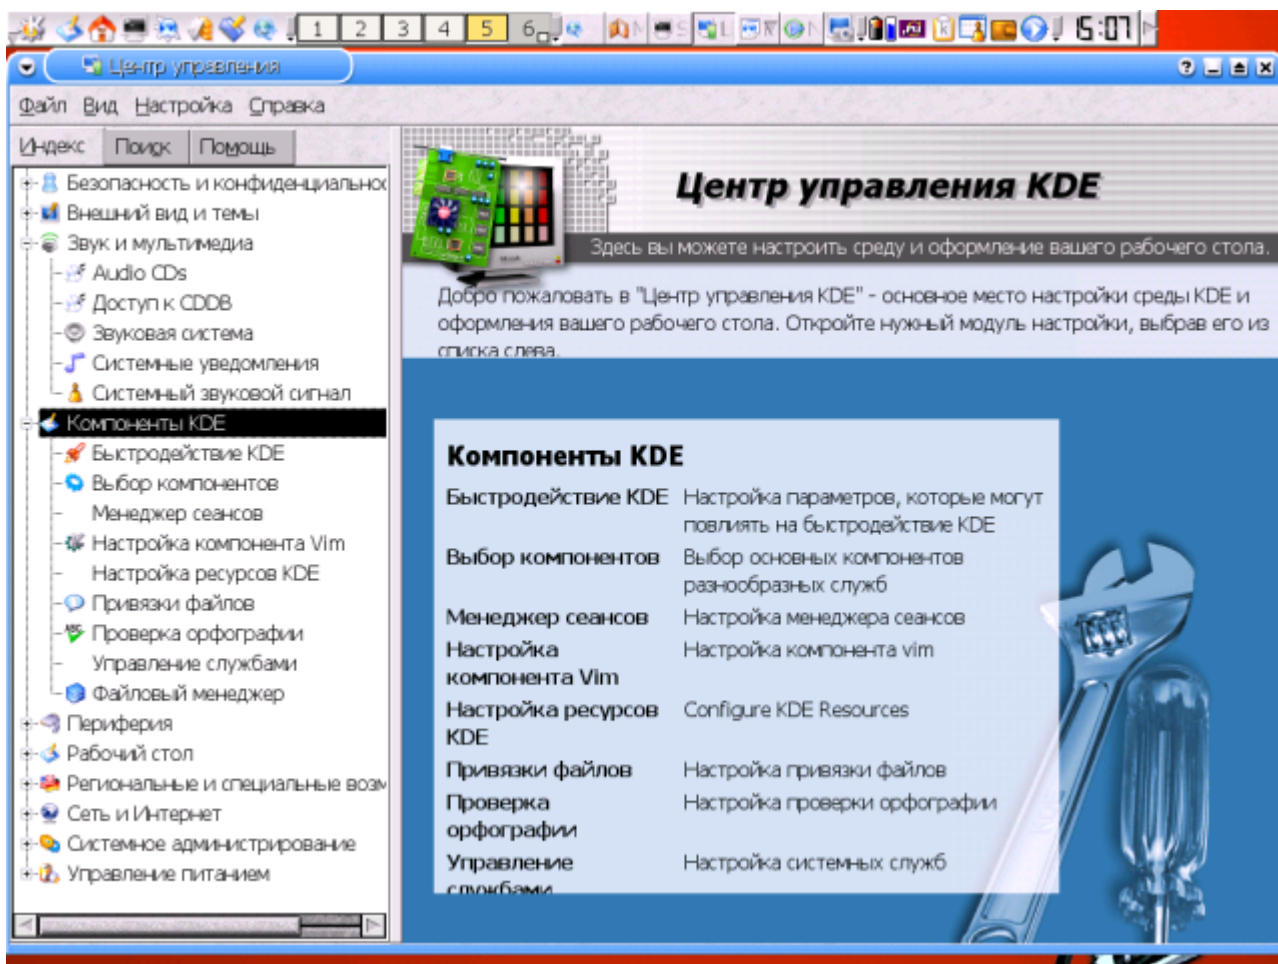 1 2 3 4 5 6 15:07
Центр управления
Файл Вид Настройка Справка
Индекс Поиск Помощь
Безопасность и конфиденциальнос
Внешний вид и темы
Звук и мультимедиа
Audio CDs
Доступ к CDDB
Звуковая система
Системные уведомления
Системный звуковой сигнал
Компоненты KDE
Быстродействие KDE
Выбор компонентов
Менеджер сеансов
Настройка компонента Vim
Настройка ресурсов KDE
Привязки файлов
Проверка орфографии
Управление службами
Файловый менеджер
Периферия
Рабочий стол
Региональные и специальные возм
Сеть и Интернет
Системное администрирование
Управление питанием
Центр управления KDE
Здесь вы можете настроить среду и оформление вашего рабочего стола.
Добро пожаловать в "Центр управления KDE" - основное место настройки среды KDE и
оформления вашего рабочего стола. Откройте нужный модуль настройки, выбрав его из
списка слева.
Компоненты KDE
Быстродействие KDE Настройка параметров, которые могут
повлиять на быстродействие KDE
Выбор компонентов Выбор основных компонентов
разнообразных служб
Менеджер сеансов Настройка менеджера сеансов
Настройка Настройка компонента vim
компонента Vim
Настройка ресурсов Configure KDE Resources
KDE
Привязки файлов Настройка привязки файлов
Проверка Настройка проверки орфографии
орфографии
Управление Настройка системных служб
службами